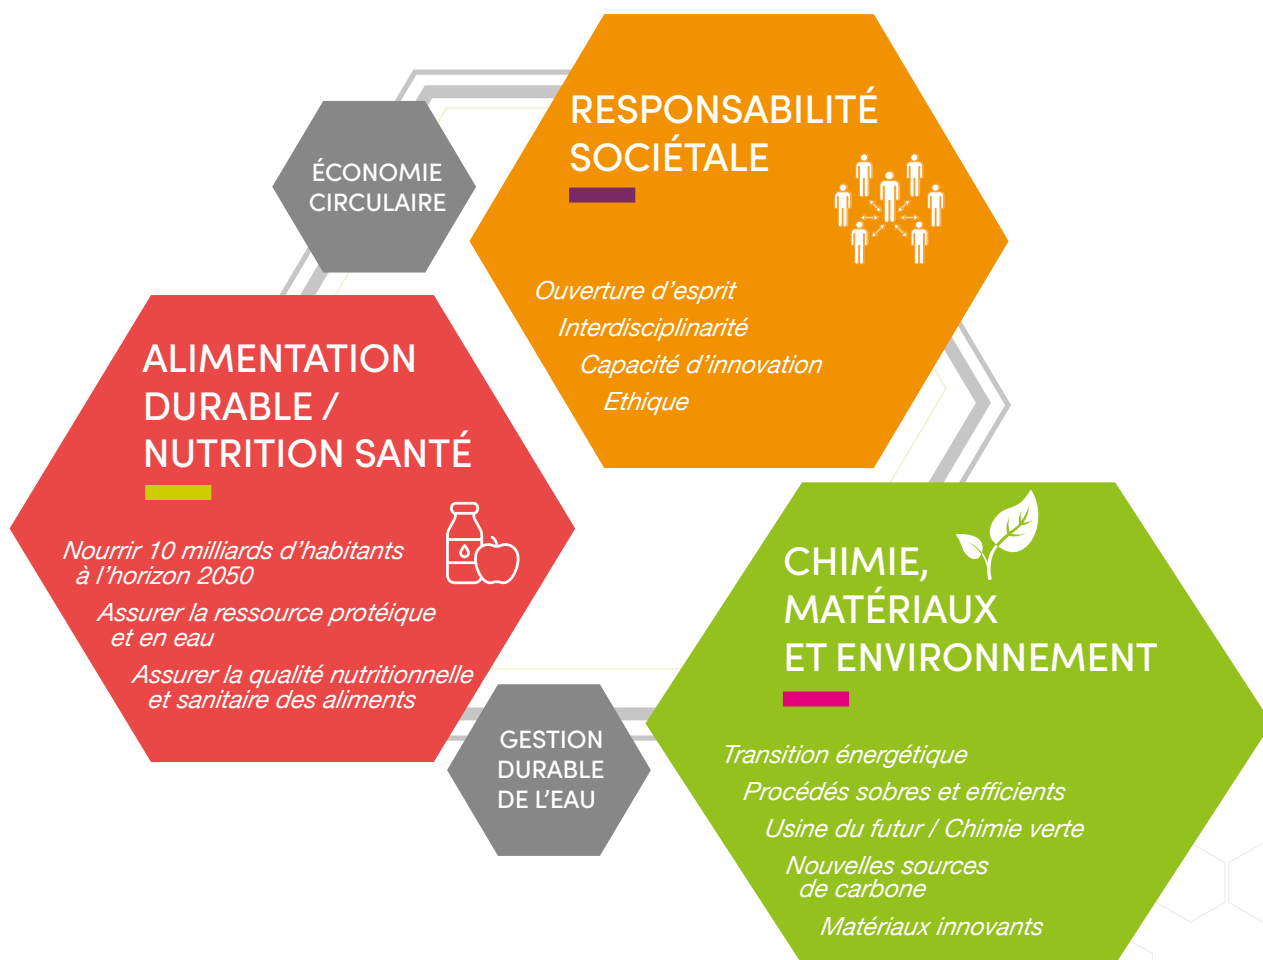 RESPONSABILITÉ
SOCIÉTALE
Ouverture d'esprit
Interdisciplinarité
Capacité d'innovation
Ethique
ÉCONOMIE
CIRCULAIRE
ALIMENTATION
DURABLE /
NUTRITION SANTÉ
Nourrir 10 milliards d'habitants
à l'horizon 2050
Assurer la ressource protéique
et en eau
Assurer la qualité nutritionnelle
et sanitaire des aliments
GESTION
DURABLE
DE L'EAU
CHIMIE,
MATÉRIAUX
ET ENVIRONNEMENT
Transition énergétique
Procédés sobres et efficients
Usine du futur / Chimie verte
Nouvelles sources
de carbone
Matériaux innovants